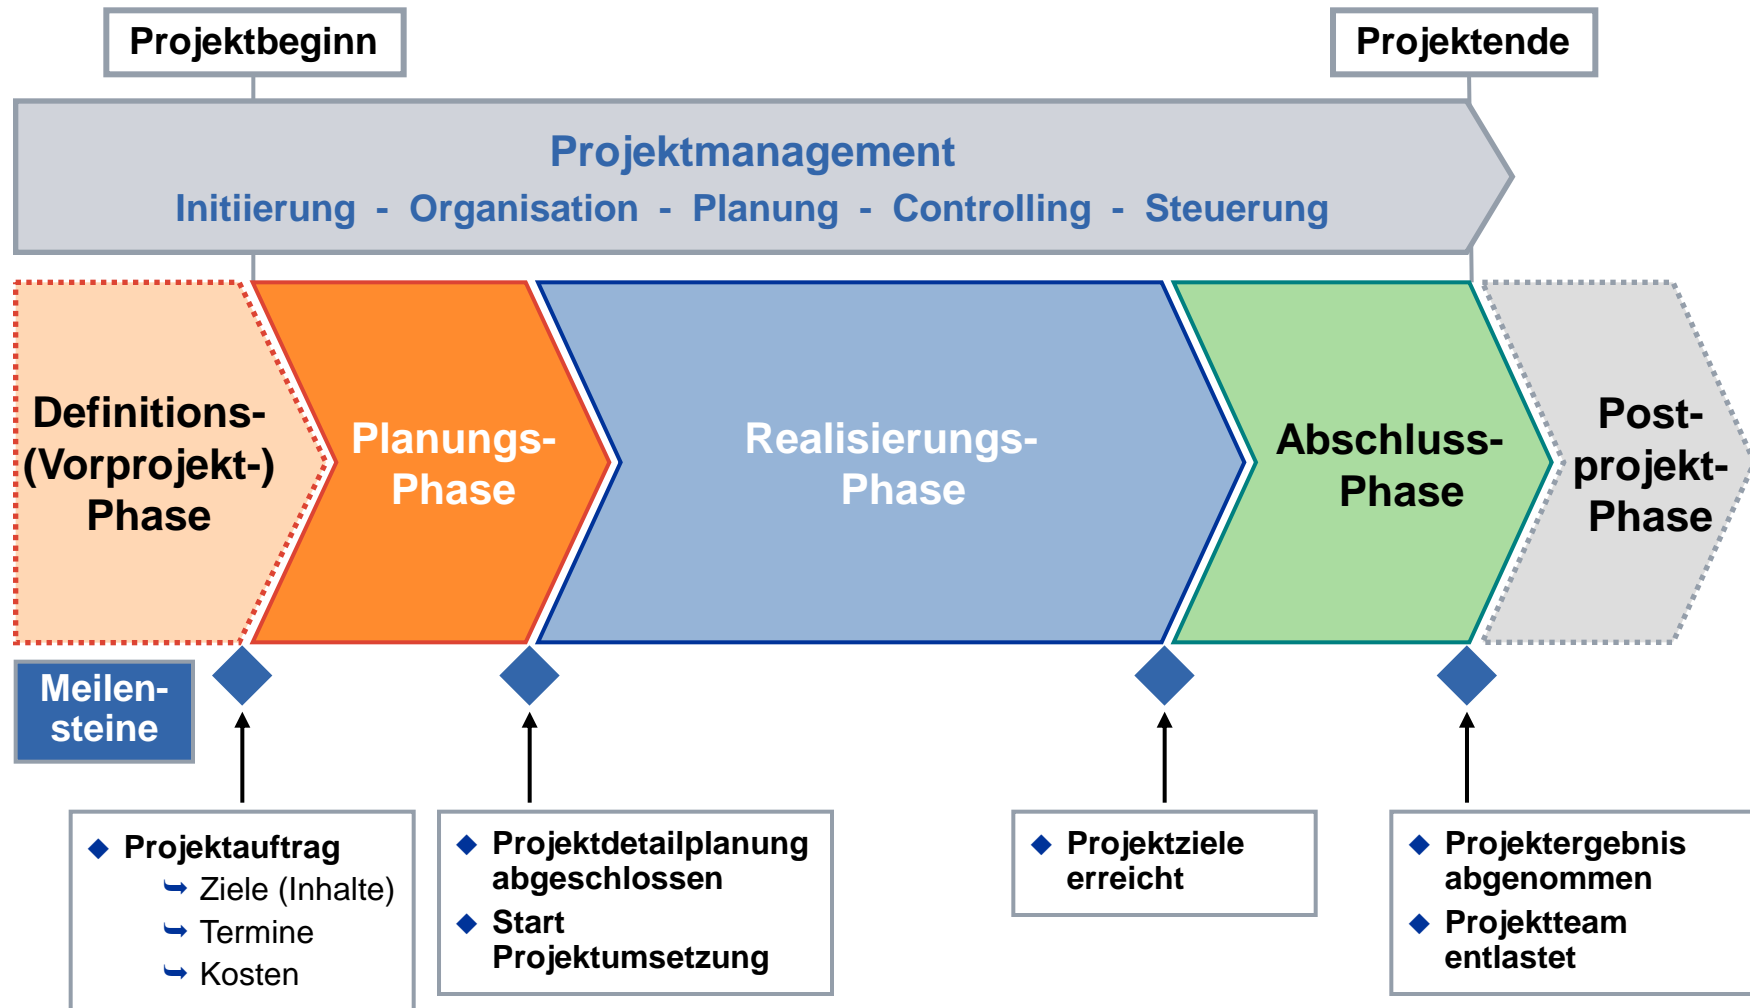 Projektbeginn
Projektende
Projektmanagement
Initiierung - Organisation - Planung - Controlling - Steuerung
Definitions-
(Vorprojekt-)
Phase
Planungs-
Phase
Realisierungs-
Phase
Abschluss-
Phase
Post-
projekt-
Phase
Meilen-
steine
Projektauftrag
Ziele (Inhalte)
Termine
Kosten
Projektdetailplanung
abgeschlossen
Start
Projektumsetzung
Projektziele
erreicht
Projektergebnis
abgenommen
Projektteam
entlastet